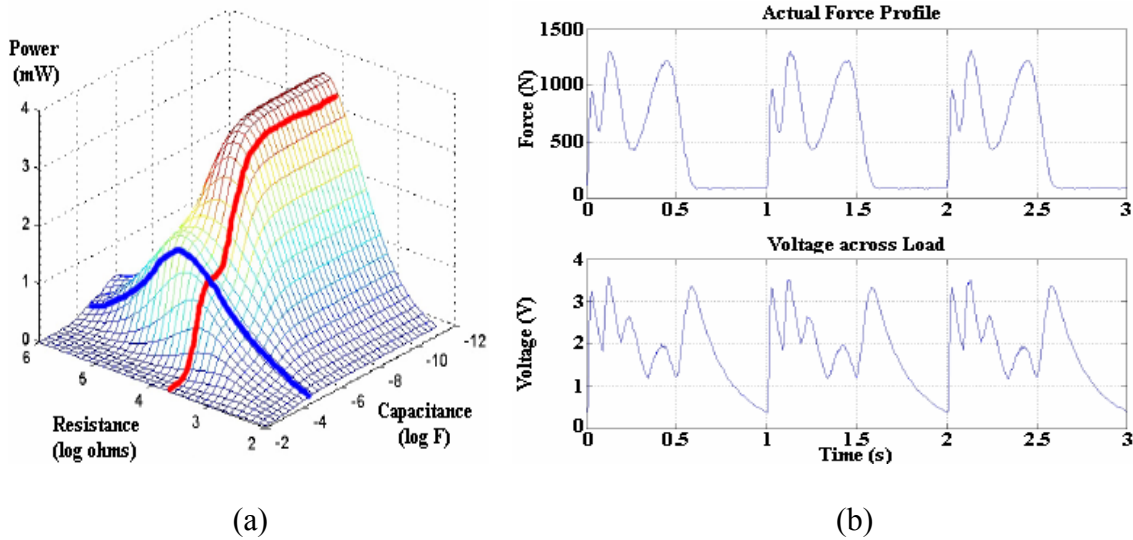 Power
(mW)
4
3
2
1
0
6
5
4
3
2
Resistance
(log ohms)
-2
-4
-6
-8
-10
-12
Capacitance
(log F)
(a)
(b)
Actual Force Profile
Force (N)
1500
1000
500
0
0 0.5 1 1.5 2 2.5 3
Voltage across Load
Voltage (V)
4
3
2
1
0
0 0.5 1 1.5 2 2.5 3
Time (s)
(a)
(b)